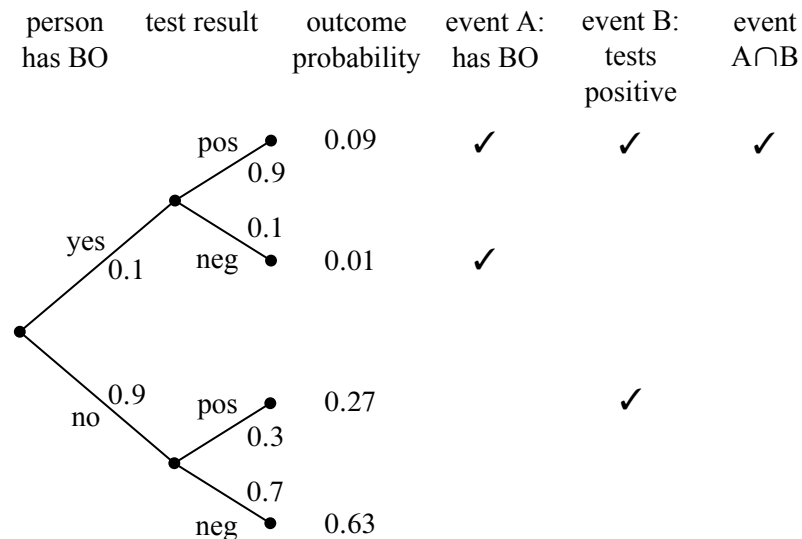 person test result outcome event A: event B: event
has BO probability has BO tests A∩B
positive
pos 0.09 ✓ ✓ ✓
0.9
yes 0.1
0.1 neg 0.01 ✓
0.9 pos 0.27 ✓
no 0.3
0.7
neg 0.63